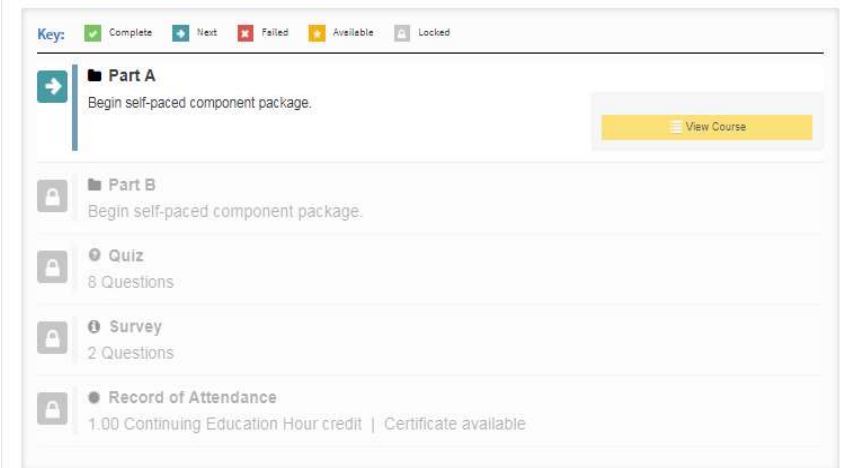 Key: Complete Next Failed Available Locked
Part A
Begin self-paced component package.
View Course
Part B
Begin self-paced component package.
Quiz
8 Questions
Survey
2 Questions
Record of Attendance
1.00 Continuing Education Hour credit | Certificate available